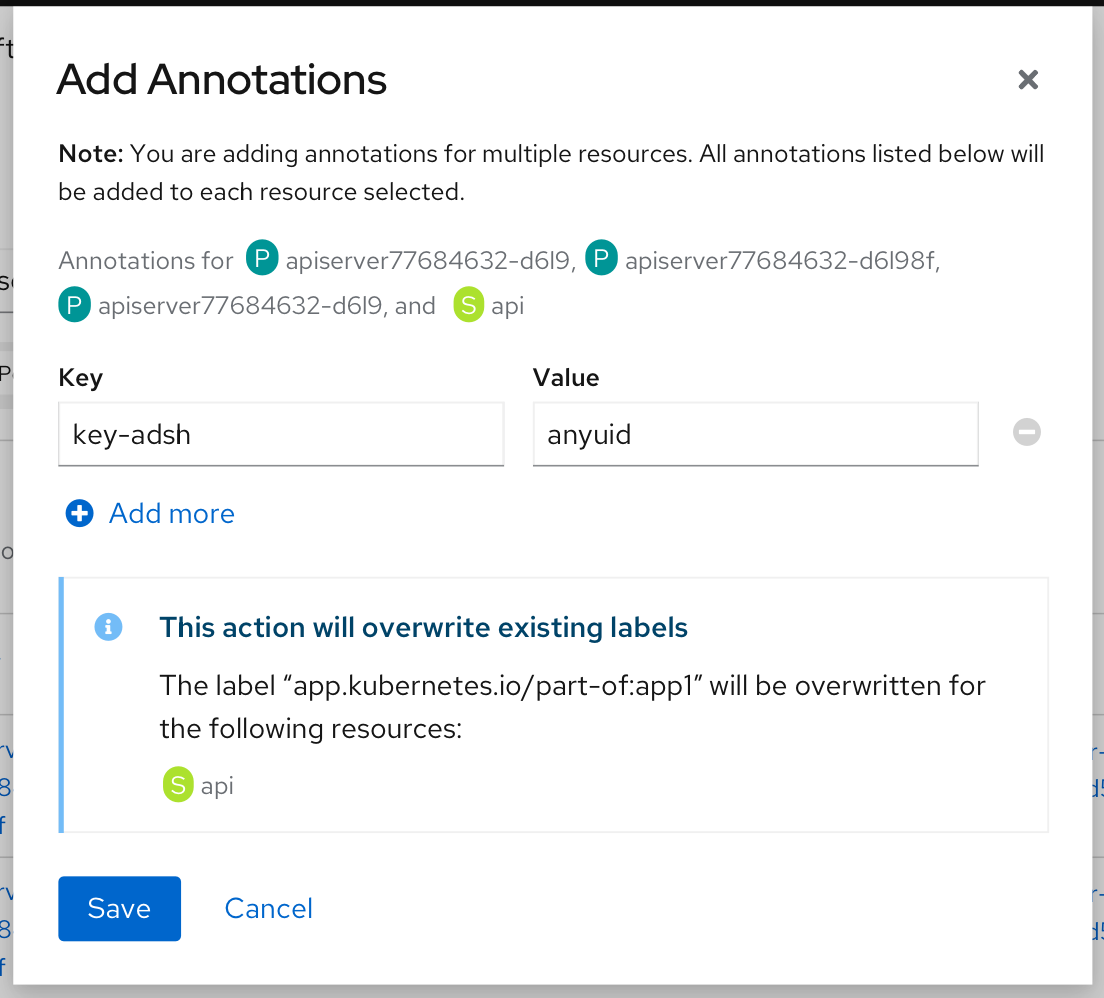 Add Annotations
Note: You are adding annotations for multiple resources. All annotations listed below will
be added to each resource selected.
Annotations for P apiserver77684632-d6l9, P apiserver77684632-d6l98f,
P apiserver77684632-d6l9, and S api
Key Value
key-adsh anyuid
Add more
This action will overwrite existing labels
The label “app.kubernetes.io/part-of:app1” will be overwritten for
the following resources:
S api
Save Cancel